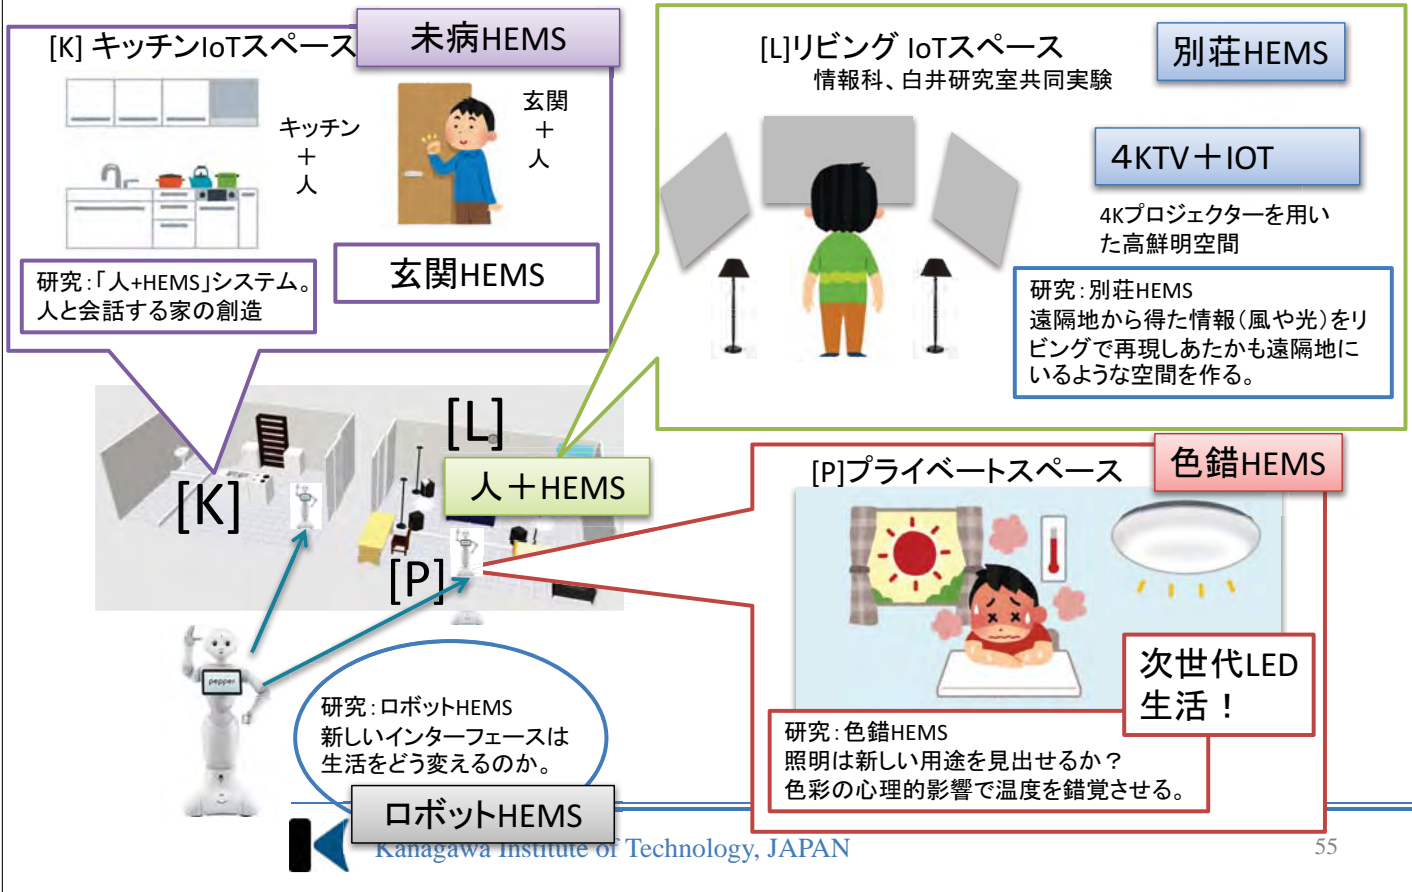 [K] キッチンIoTスペース
未病HEMS
キッチン
＋
人
玄関
＋
人
玄関HEMS
研究：「人+HEMS」システム。
人と会話する家の創造
[L]リビング IoTスペース
情報科、白井研究室共同実験
別荘HEMS
４KTV＋IOT
4Kプロジェクターを用い
た高鮮明空間
研究：別荘HEMS
遠隔地から得た情報（風や光）をリ
ビングで再現しあたかも遠隔地に
いるような空間を作る。
[K]
[L]
人＋HEMS
[P]
[P]プライベートスペース
色錯HEMS
次世代LED
生活！
研究：色錯HEMS
照明は新しい用途を見出せるか？
色彩の心理的影響で温度を錯覚させる。
pepper
研究：ロボットHEMS
新しいインターフェースは
生活をどう変えるのか。
ロボットHEMS
Kanagawa Institute of Technology, JAPAN
55